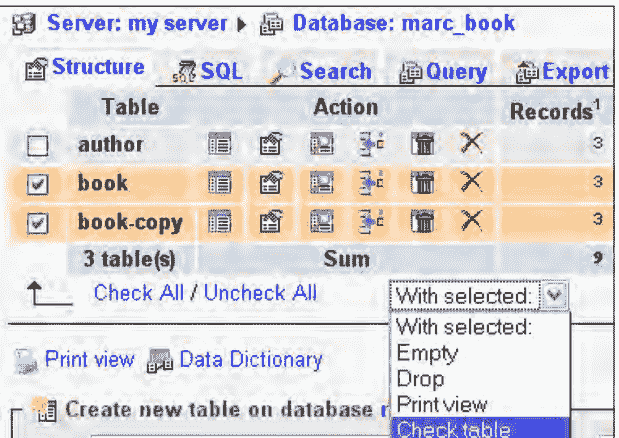 Server: my server ▸ Database: marc_book
Structure SQL Search Query Export
Table Action Records1
author 3
book 3
book-copy 3
3 table(s) Sum 9
Check All / Uncheck All With selected:
With selected:
Empty
Drop
Print view
Check table
Print view Data Dictionary
Create new table on database